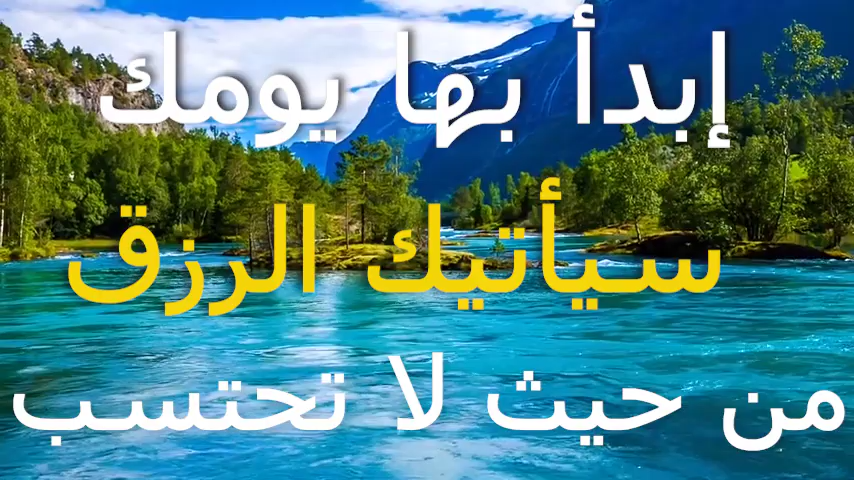 إبدأ بها يومك
سيأتيك الرزق
من حيث لا تحتسب